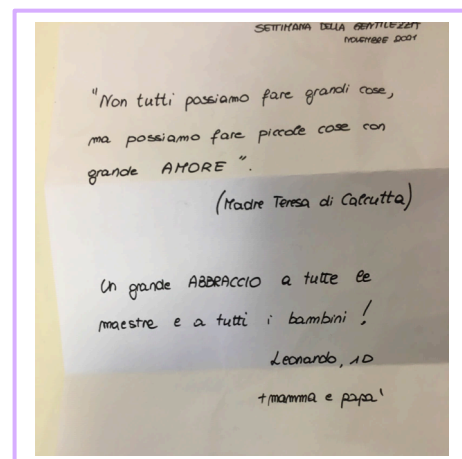 SETTIMANA DELLA GENTILEZZA
NOVEMBRE 2021
"Non tutti possiamo fare grandi cose,
ma possiamo fare piccole cose con
grande AMORE".
(Madre Teresa di Calcutta)
Un grande ABBRACCIO a tutte le
maestre e a tutti i bambini!
Leonardo, 1D
+mamma e papa'